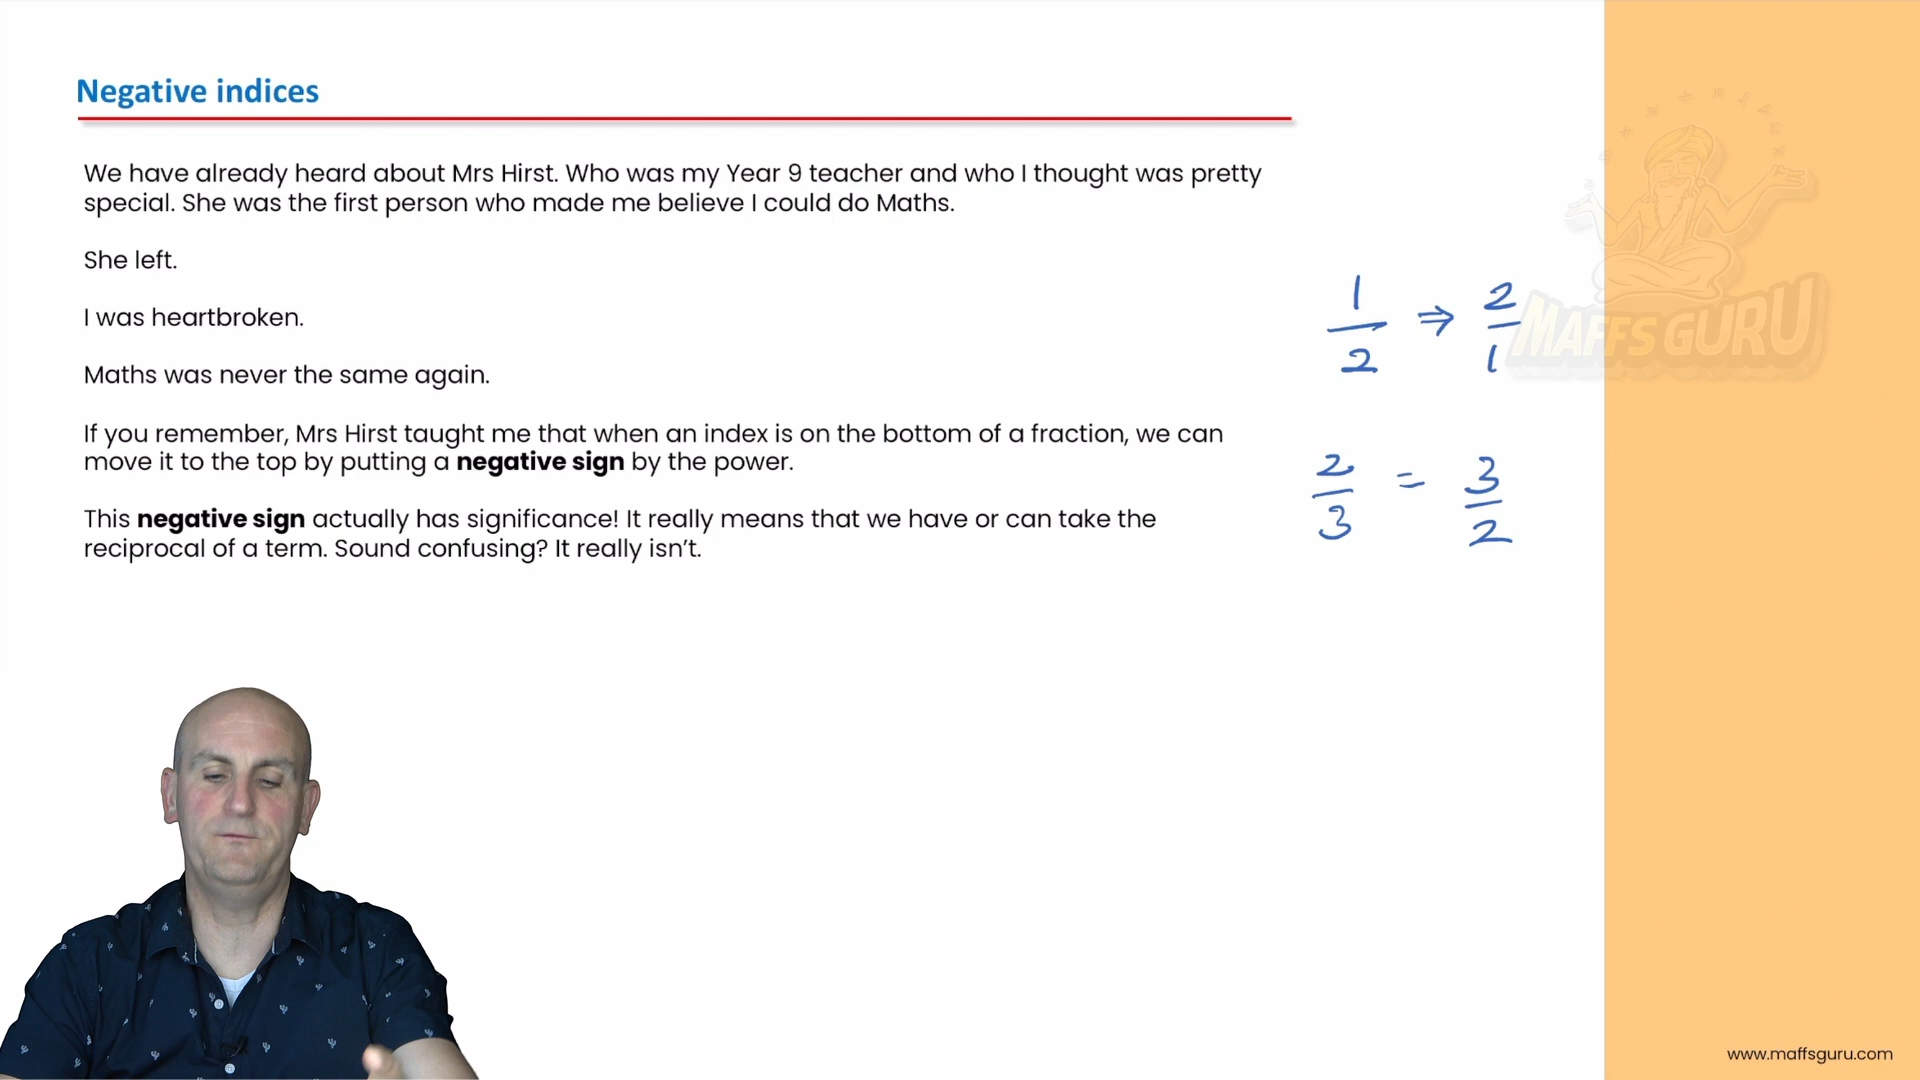 Negative indices
We have already heard about Mrs Hirst. Who was my Year 9 teacher and who I thought was pretty
special. She was the first person who made me believe I could do Maths.
She left.
I was heartbroken.
Maths was never the same again.
If you remember, Mrs Hirst taught me that when an index is on the bottom of a fraction, we can
move it to the top by putting a negative sign by the power.
This negative sign actually has significance! It really means that we have or can take the
reciprocal of a term. Sound confusing? It really isn't.
1/2 ⇒ 2/1
2/3 = 3/2
MAFFS GURU
www.maffsguru.com